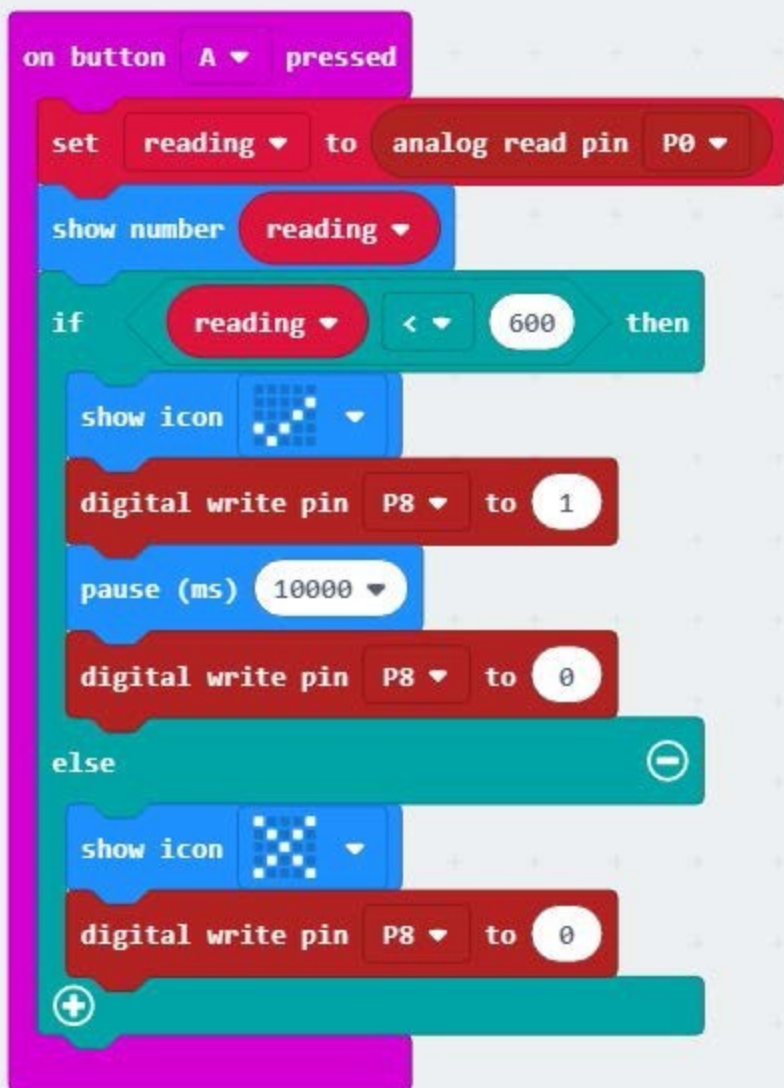 on button A pressed
set reading to analog read pin P0
show number reading
if reading < 600 then
show icon
digital write pin P8 to 1
pause (ms) 10000
digital write pin P8 to 0
else
show icon
digital write pin P8 to 0